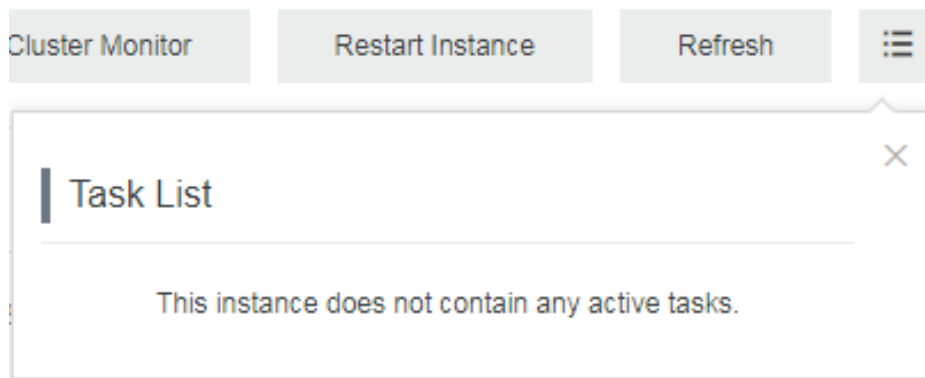 Cluster Monitor
Restart Instance
Refresh
Task List
This instance does not contain any active tasks.